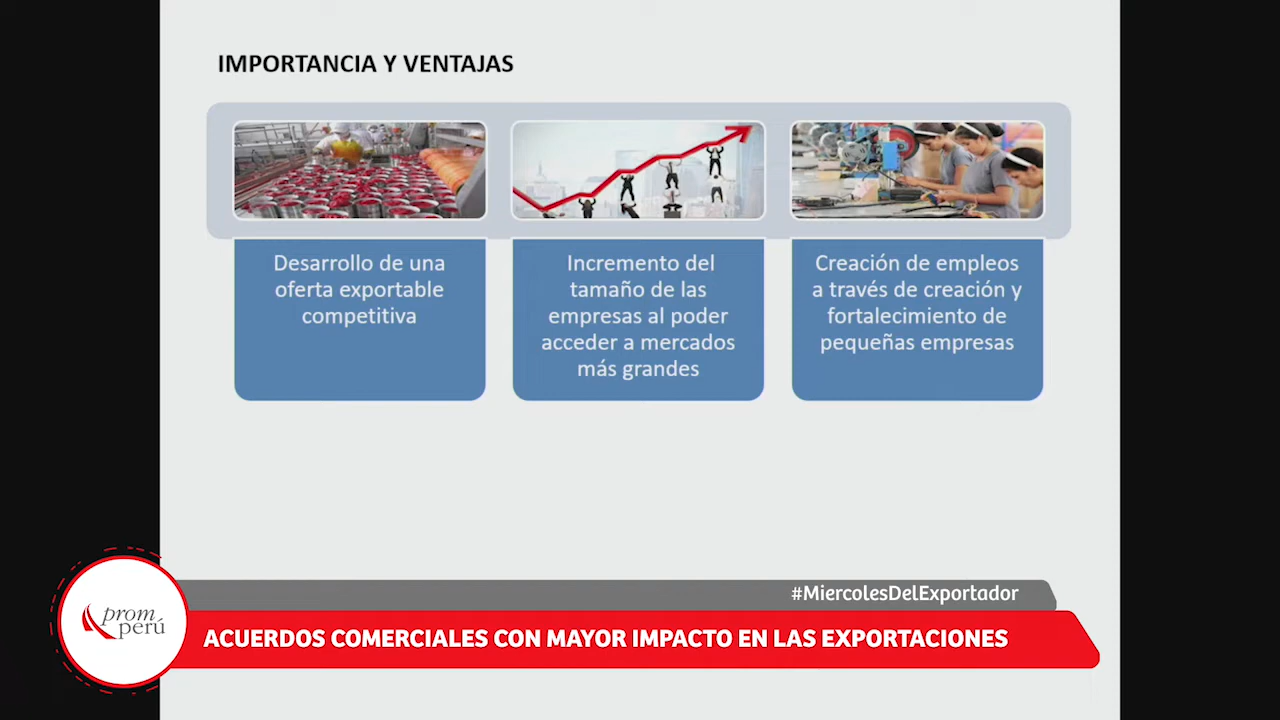 IMPORTANCIA Y VENTAJAS
Desarrollo de una
oferta exportable
competitiva
Incremento del
tamaño de las
empresas al poder
acceder a mercados
más grandes
Creación de empleos
a través de creación y
fortalecimiento de
pequeñas empresas
#MiercolesDelExportador
prom
perú
ACUERDOS COMERCIALES CON MAYOR IMPACTO EN LAS EXPORTACIONES